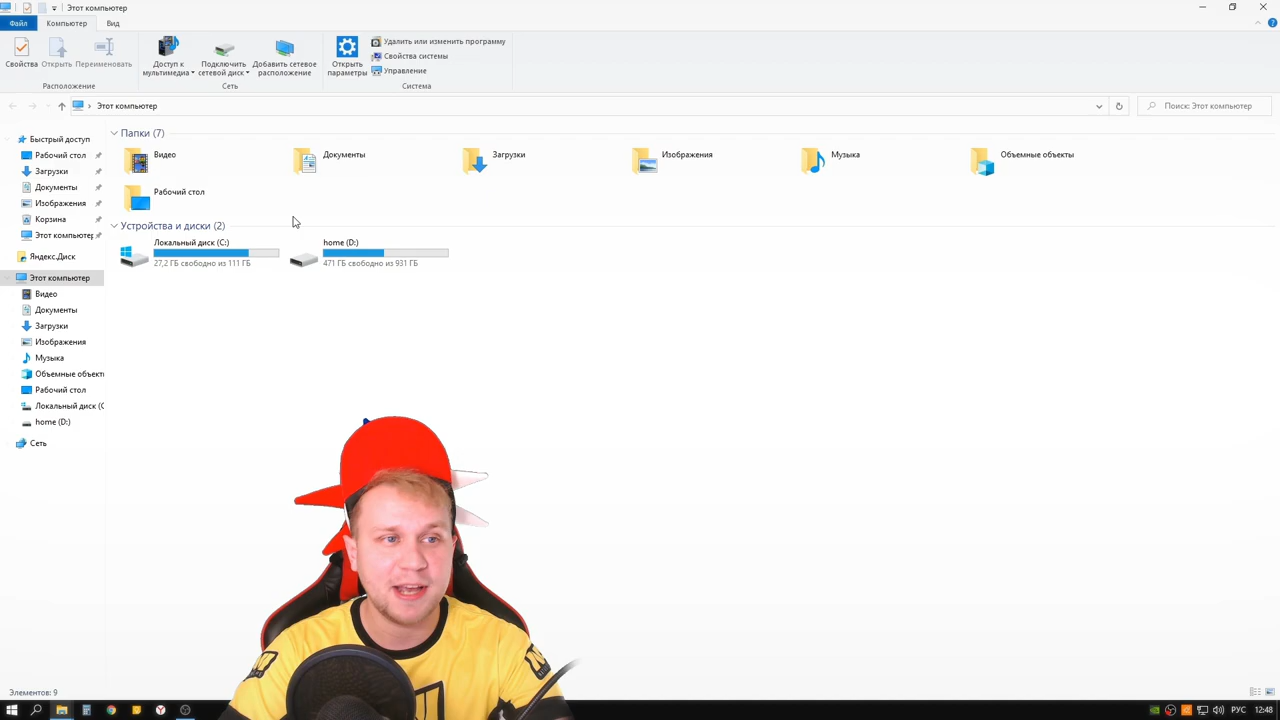 Этот компьютер
Файл
Компьютер
Вид
Свойства
Открыть
Переименовать
Расположение
Доступ к мультимедиа
Подключить сетевой диск
Добавить сетевое расположение
Сеть
Открыть параметры
Удалить или изменить программу
Свойства системы
Управление
Система
Этот компьютер
Поиск: Этот компьютер
Быстрый доступ
Рабочий стол
Загрузки
Документы
Изображения
Корзина
Этот компьютер
Яндекс.Диск
Этот компьютер
Видео
Документы
Загрузки
Изображения
Музыка
Объемные объекты
Рабочий стол
Локальный диск (C
home (D:)
Сеть
Папки (7)
Видео
Документы
Загрузки
Изображения
Музыка
Объемные объекты
Рабочий стол
Устройства и диски (2)
Локальный диск (C:)
27,2 ГБ свободно из 111 ГБ
home (D:)
471 ГБ свободно из 931 ГБ
Элементов: 9
РУС
12:48